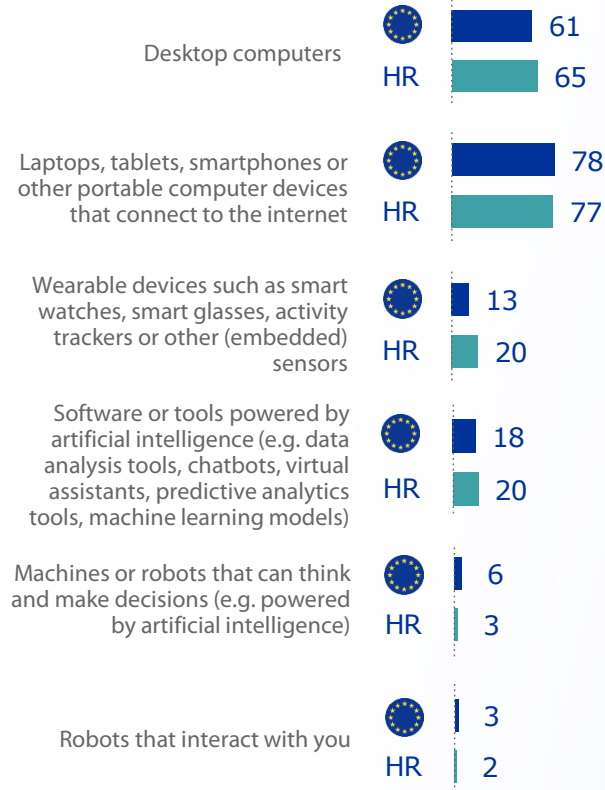 61
Desktop computers
HR
65
Laptops, tablets, smartphones or
other portable computer devices
that connect to the internet
78
HR
77
Wearable devices such as smart
watches, smart glasses, activity
trackers or other (embedded)
sensors
13
HR
20
Software or tools powered by
artificial intelligence (e.g. data
analysis tools, chatbots, virtual
assistants, predictive analytics
tools, machine learning models)
18
HR
20
Machines or robots that can think
and make decisions (e.g. powered
by artificial intelligence)
6
HR
3
Robots that interact with you
3
HR
2